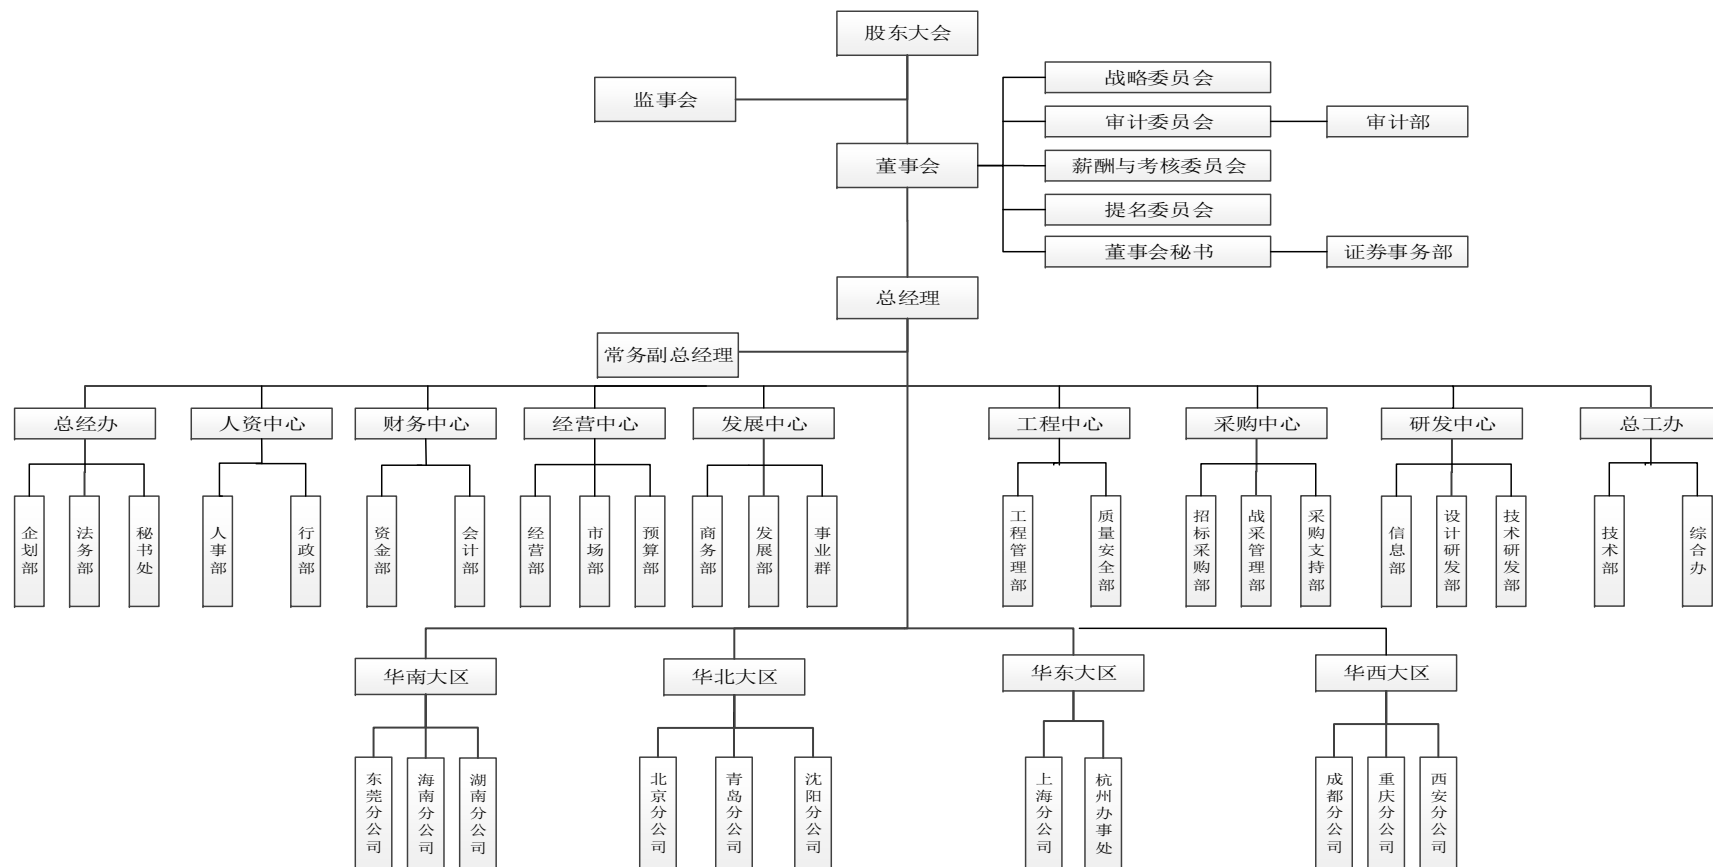 股东大会
监事会
战略委员会
审计委员会
审计部
董事会
薪酬与考核委员会
提名委员会
董事会秘书
证券事务部
总经理
常务副总经理
总经办
人资中心
财务中心
经营中心
发展中心
工程中心
采购中心
研发中心
总工办
企划部
法务部
秘书处
人事部
行政部
资金部
会计部
经营部
市场部
预算部
商务部
发展部
事业群
工程管理部
质量安全部
招标采购部
战采管理部
采购支持部
信息部
设计研发部
技术研发部
技术部
综合办
华南大区
华北大区
华东大区
华西大区
东莞分公司
海南分公司
湖南分公司
北京分公司
青岛分公司
沈阳分公司
上海分公司
杭州办事处
成都分公司
重庆分公司
西安分公司